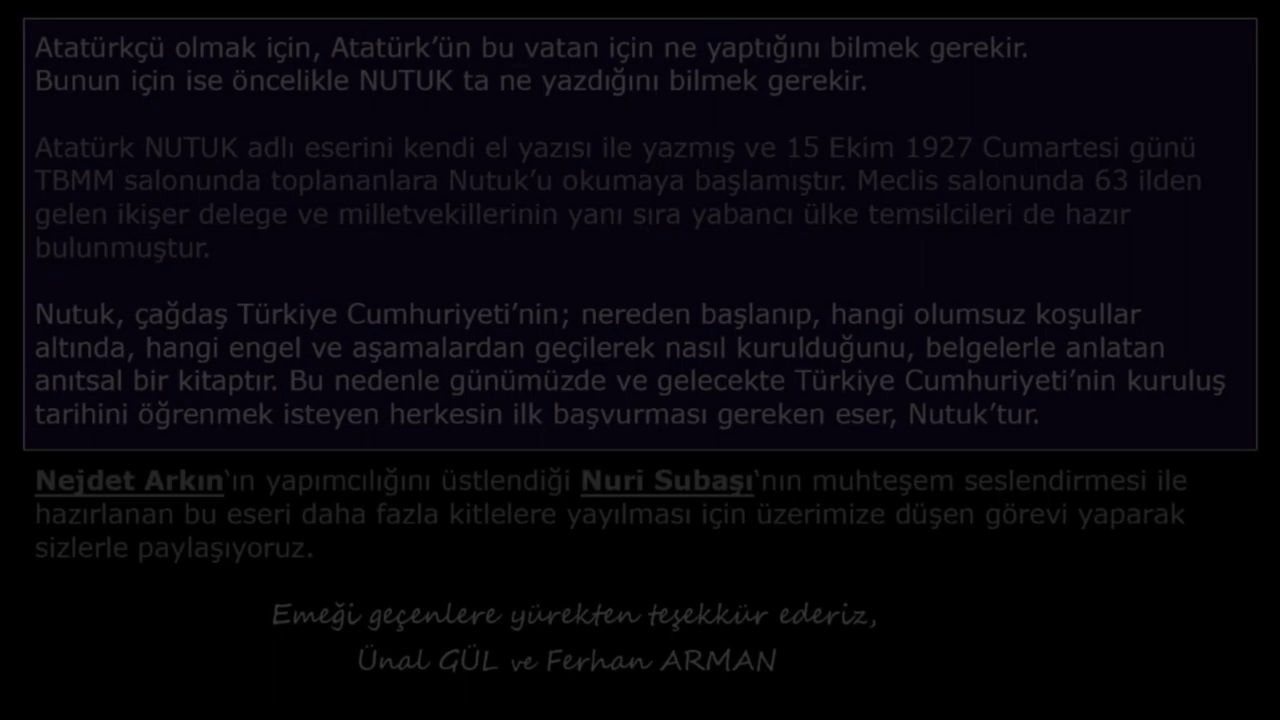 Atatürkçü olmak için, Atatürk’ün bu vatan için ne yaptığını bilmek gerekir.
Bunun için ise öncelikle NUTUK ta ne yazdığını bilmek gerekir.
Atatürk NUTUK adlı eserini kendi el yazısı ile yazmış ve 15 Ekim 1927 Cumartesi günü
TBMM salonunda toplananlara Nutuk’u okumaya başlamıştır. Meclis salonunda 63 ilden
gelen ikişer delege ve milletvekillerinin yanı sıra yabancı ülke temsilcileri de hazır
bulunmuştur.
Nutuk, çağdaş Türkiye Cumhuriyeti’nin; nereden başlanıp, hangi olumsuz koşullar
altında, hangi engel ve aşamalardan geçilerek nasıl kurulduğunu, belgelerle anlatan
anıtsal bir kitaptır. Bu nedenle günümüzde ve gelecekte Türkiye Cumhuriyeti’nin kuruluş
tarihini öğrenmek isteyen herkesin ilk başvurması gereken eser, Nutuk’tur.
Nejdet Arkın‘ın yapımcılığını üstlendiği Nuri Subaşı‘nın muhteşem seslendirmesi ile
hazırlanan bu eseri daha fazla kitlelere yayılması için üzerimize düşen görevi yaparak
sizlerle paylaşıyoruz.
Emeği geçenlere yürekten teşekkür ederiz,
Ünal GÜL ve Ferhan ARMAN